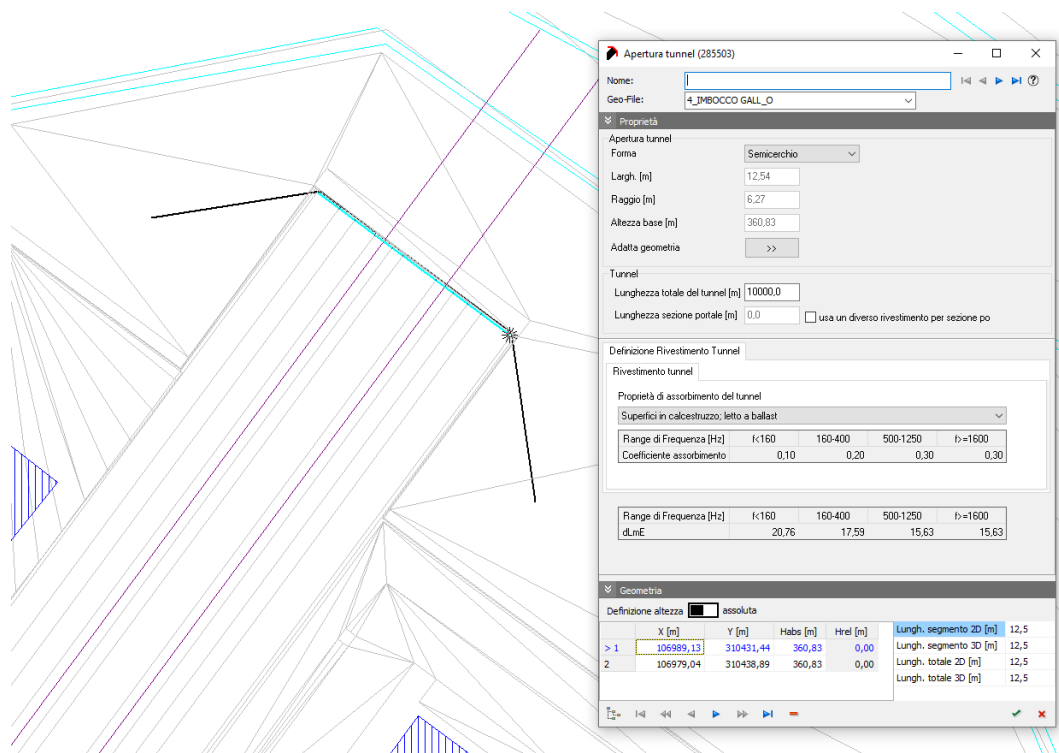 Apertura tunnel (285503)
Nome:
Geo-File: 4_IMBOCCO GALL_O
Proprietà
Apertura tunnel
Forma Semicerchio
Largh. [m] 12,54
Raggio [m] 6,27
Altezza base [m] 360,83
Adatta geometria >>
Tunnel
Lunghezza totale del tunnel [m] 10000,0
Lunghezza sezione portale [m] 0,0 usa un diverso rivestimento per sezione po
Definizione Rivestimento Tunnel
Rivestimento tunnel
Proprietà di assorbimento del tunnel
Superfici in calcestruzzo; letto a ballast
Range di Frequenza [Hz] f<160 160-400 500-1250 f>=1600
Coefficiente assorbimento 0,10 0,20 0,30 0,30
Range di Frequenza [Hz] f<160 160-400 500-1250 f>=1600
dLmE 20,76 17,59 15,63 15,63
Geometria
Definizione altezza assoluta
X [m] Y [m] Habs [m] Hrel [m] Lungh. segmento 2D [m] 12,5
> 1 106989,13 310431,44 360,83 0,00 Lungh. segmento 3D [m] 12,5
2 106979,04 310438,89 360,83 0,00 Lungh. totale 2D [m] 12,5
Lungh. totale 3D [m] 12,5